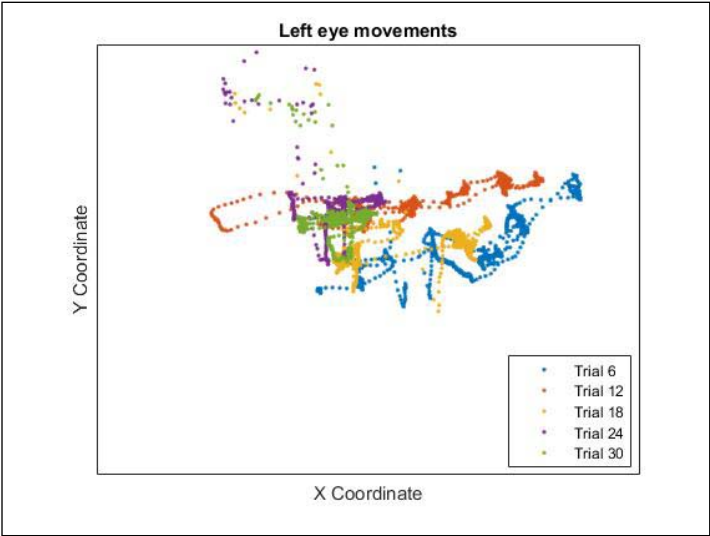 Left eye movements
Y Coordinate
X Coordinate
Trial 6
Trial 12
Trial 18
Trial 24
Trial 30